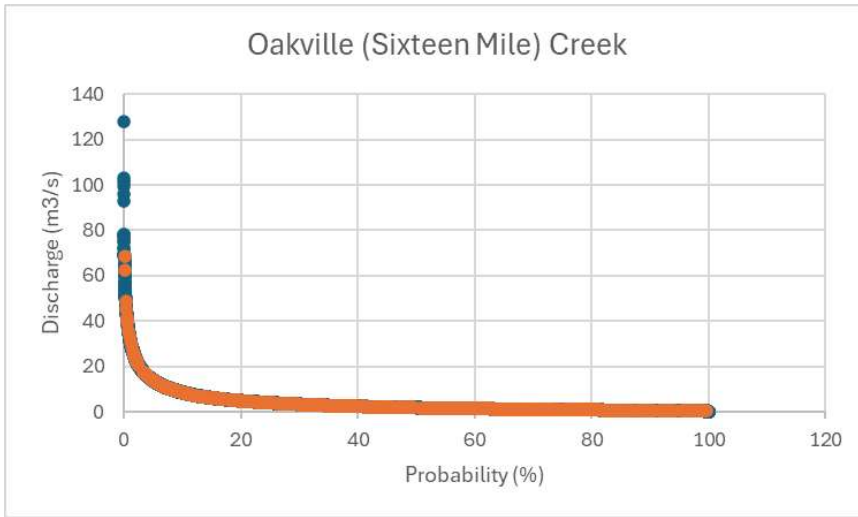 Oakville (Sixteen Mile) Creek
140
120
100
80
60
40
20
0
Discharge (m3/s)
0 20 40 60 80 100 120
Probability (%)